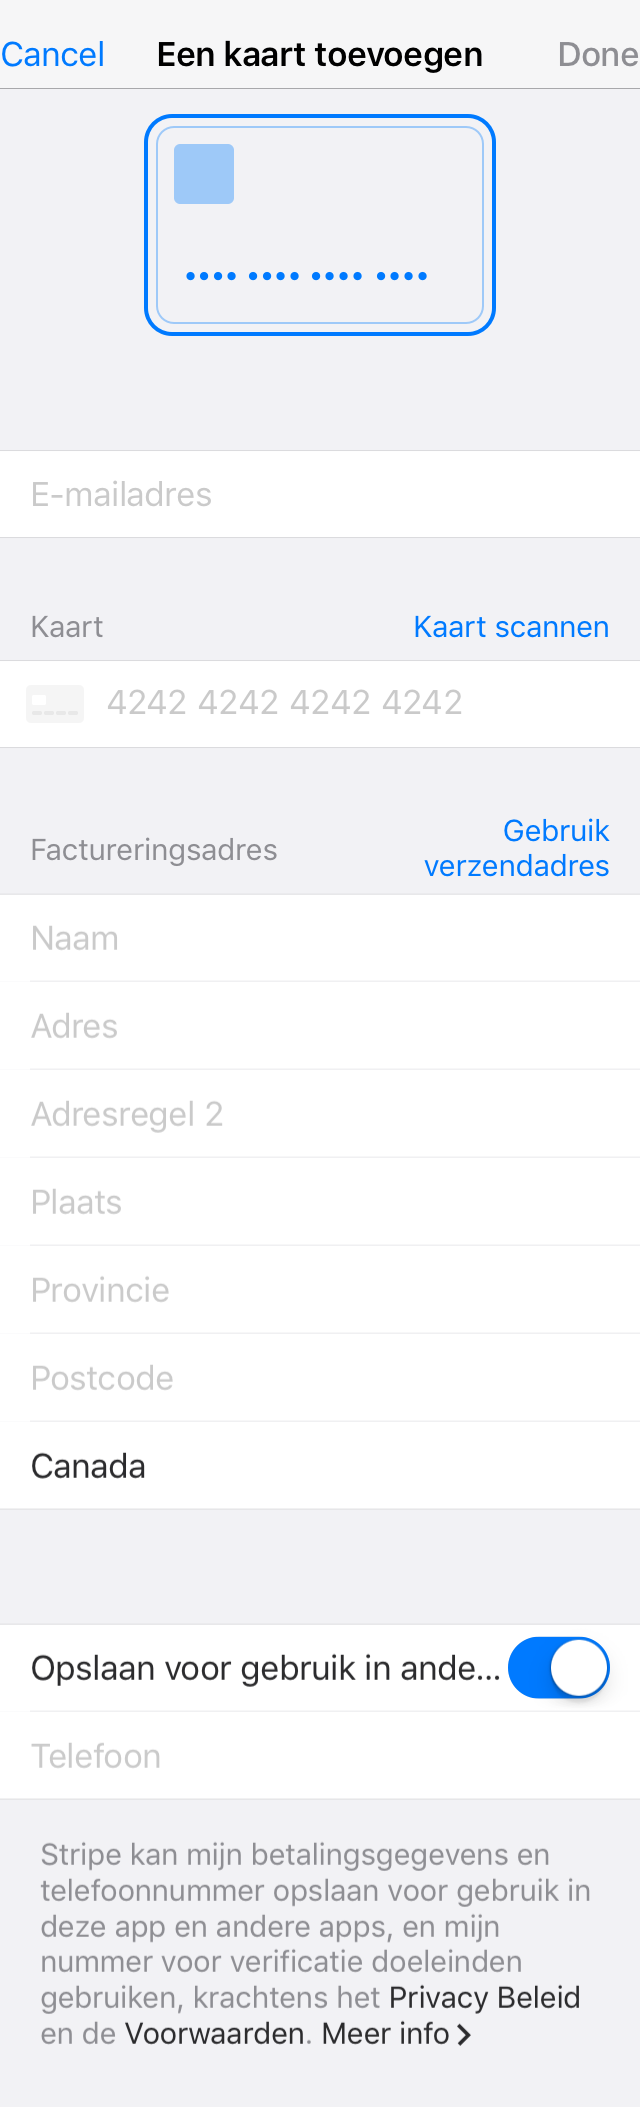 Cancel Een kaart toevoegen Done
•••• •••• •••• ••••
E-mailadres
Kaart Kaart scannen
4242 4242 4242 4242
Factureringsadres Gebruik
verzendadres
Naam
Adres
Adresregel 2
Plaats
Provincie
Postcode
Canada
Opslaan voor gebruik in ande...
Telefoon
Stripe kan mijn betalingsgegevens en
telefoonnummer opslaan voor gebruik in
deze app en andere apps, en mijn
nummer voor verificatie doeleinden
gebruiken, krachtens het Privacy Beleid
en de Voorwaarden. Meer info